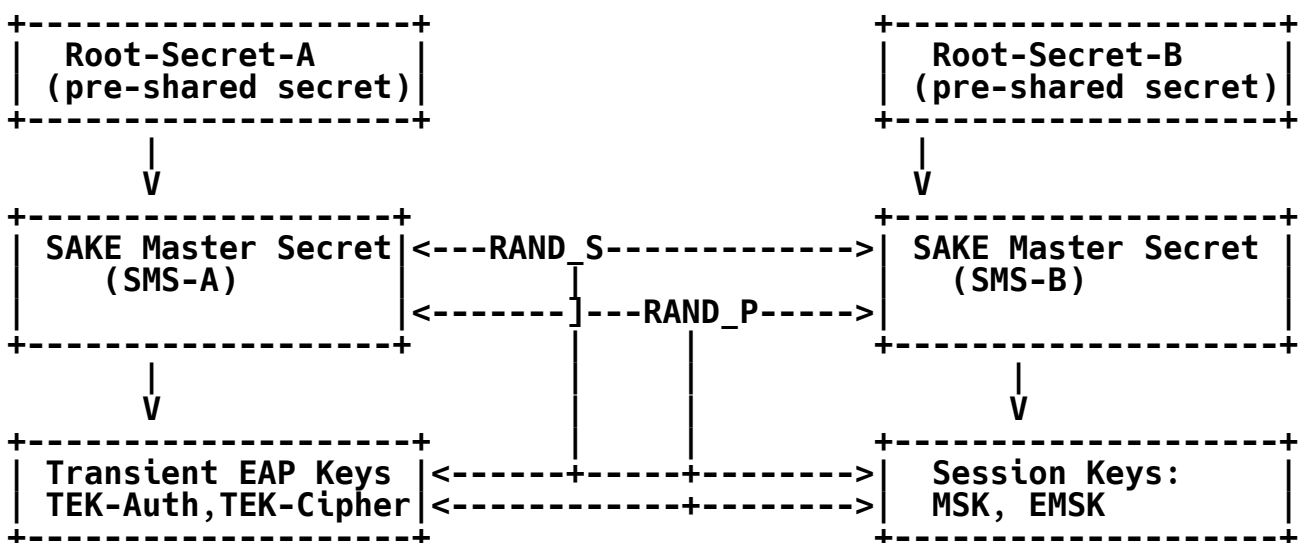 Root-Secret-A Root-Secret-B
(pre-shared secret) (pre-shared secret)
V V
SAKE Master Secret<---RAND_S------------->SAKE Master Secret
(SMS-A) (SMS-B)
<-------]---RAND_P----->
V V
Transient EAP Keys<------+-----+-------->Session Keys:
TEK-Auth,TEK-Cipher<------------+-------->MSK, EMSK